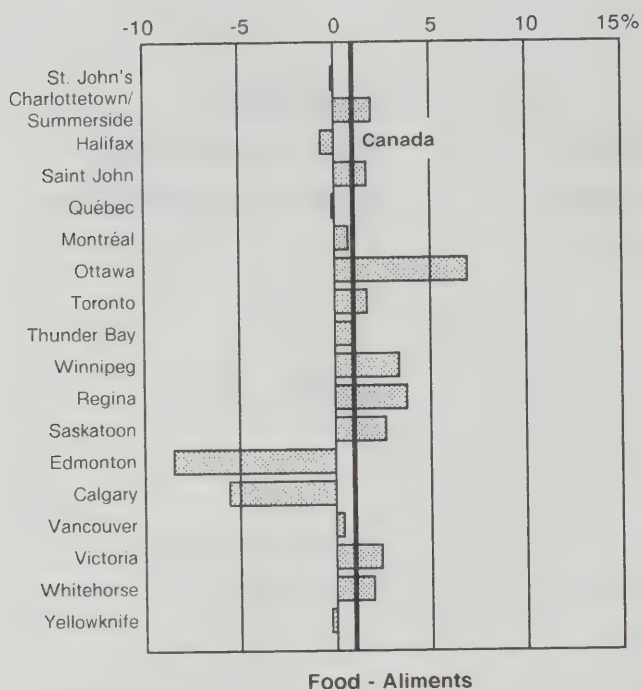 -10 -5 0 5 10 15%
St. John's
Charlottetown/
Summerside
Halifax
Canada
Saint John
Québec
Montréal
Ottawa
Toronto
Thunder Bay
Winnipeg
Regina
Saskatoon
Edmonton
Calgary
Vancouver
Victoria
Whitehorse
Yellowknife
Food - Aliments